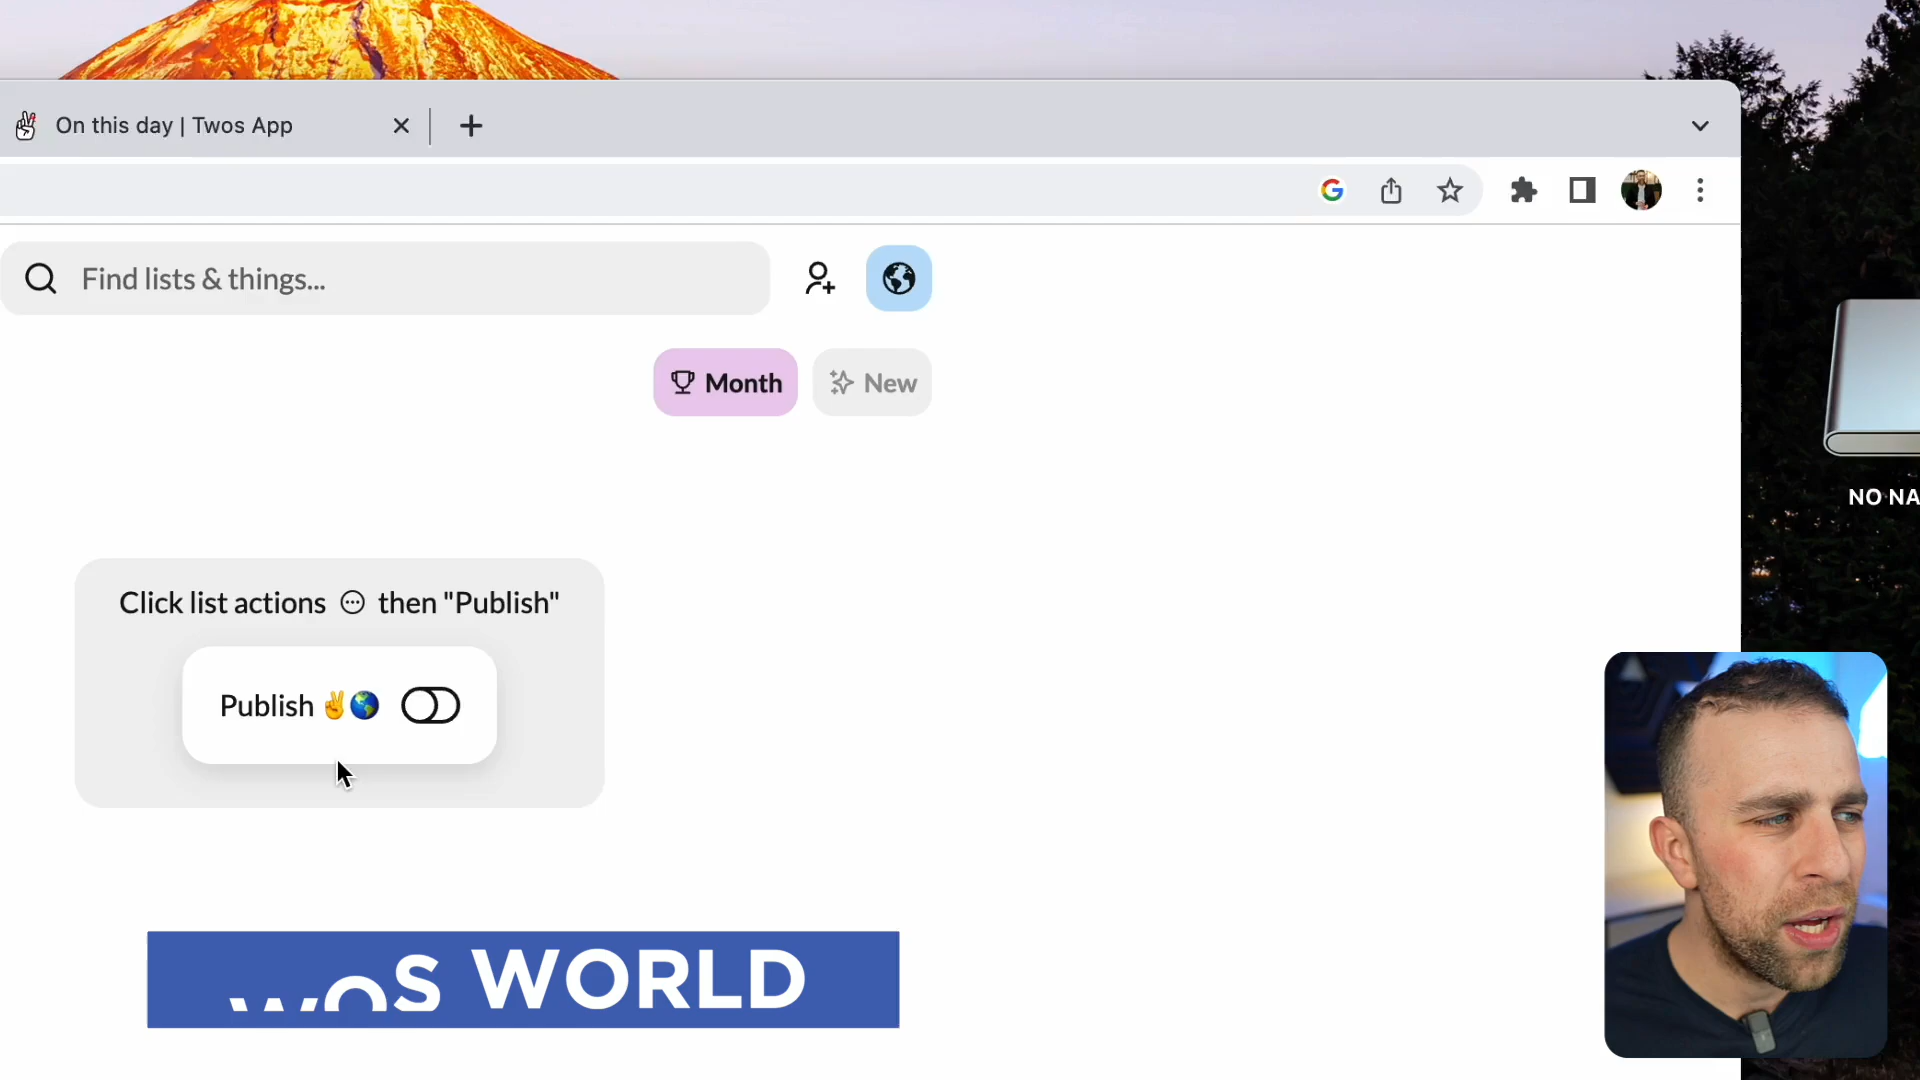 On this day | Twos App
Find lists & things...
Month
New
Click list actions then "Publish"
Publish
WORLD
NO NA